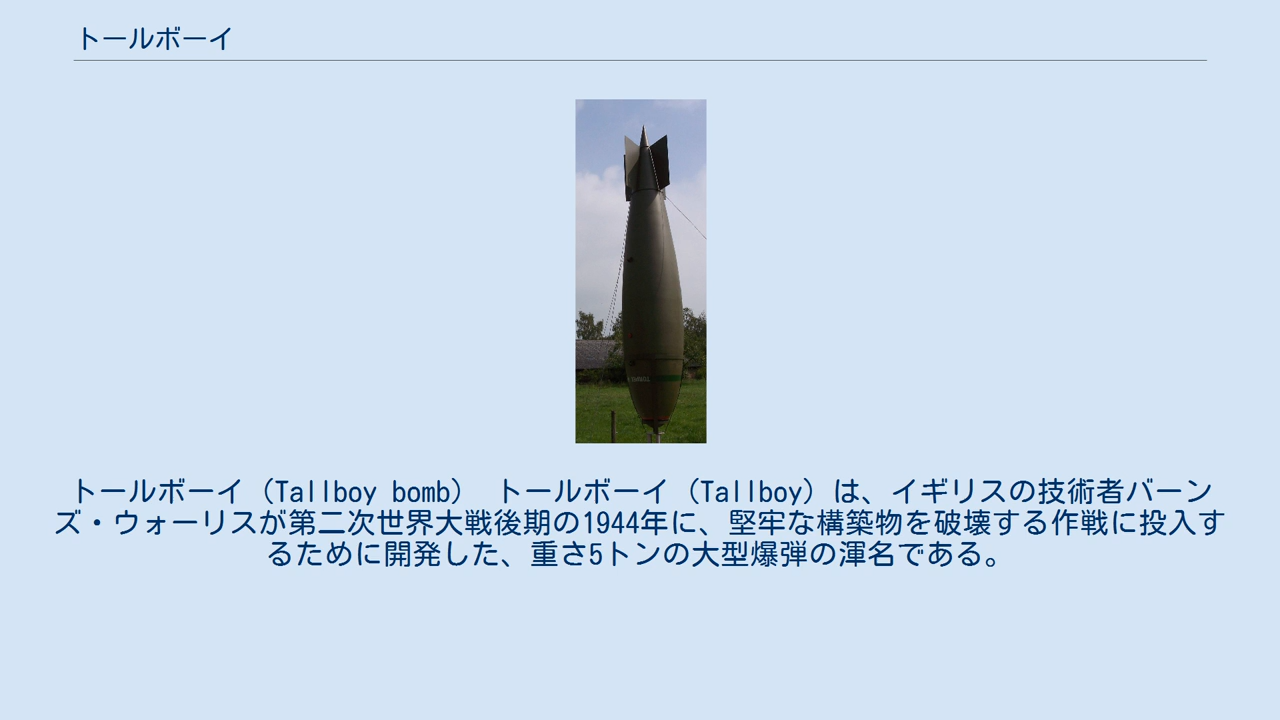 トールボーイ
トールボーイ（Tallboy bomb）　トールボーイ（Tallboy）は、イギリスの技術者バーン
ズ・ウォーリスが第二次世界大戦後期の1944年に、堅牢な構築物を破壊する作戦に投入す
るために開発した、重さ5トンの大型爆弾の渾名である。